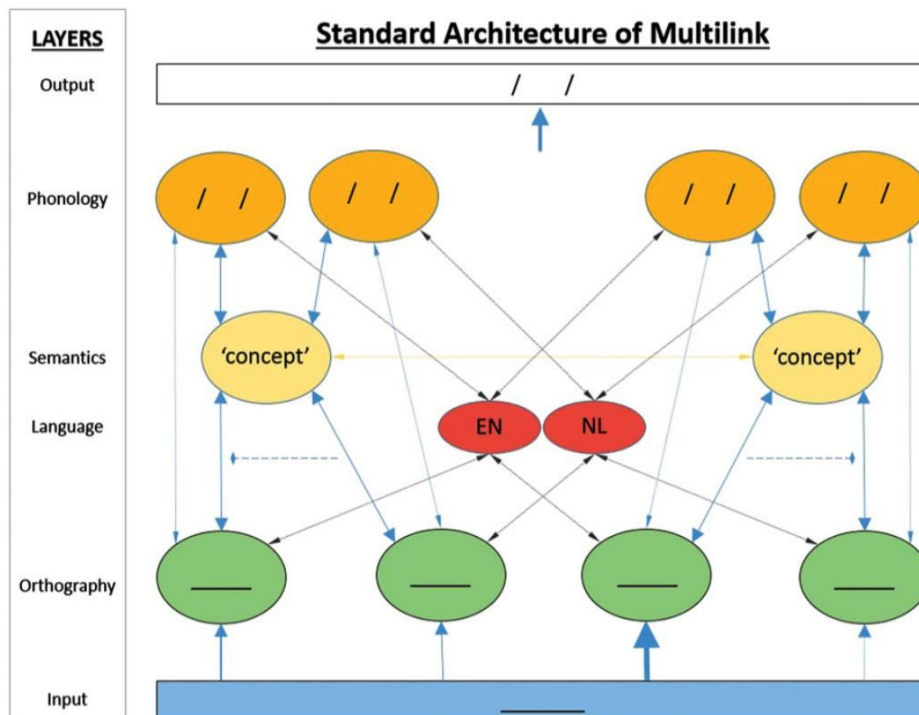 LAYERS
Standard Architecture of Multilink
Output
/ /
Phonology
/ /
/ /
/ /
/ /
Semantics
‘concept’
‘concept’
Language
EN
NL
Orthography
Input